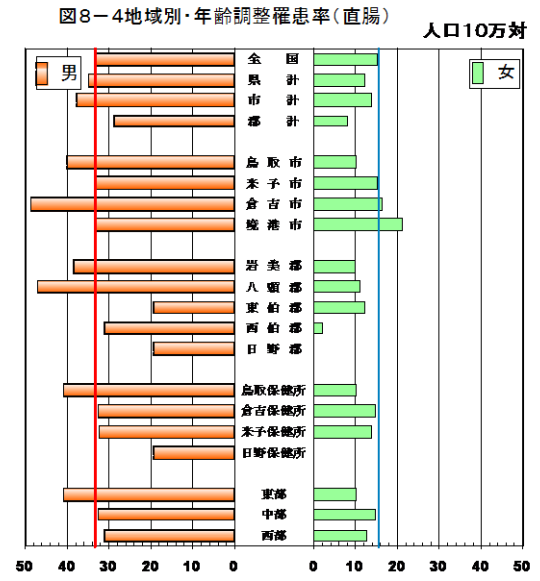 図8－4地域別・年齢調整罹患率(直腸)
人口10万対
男
女
全国
県計
市計
郡計
鳥取市
米子市
倉吉市
境港市
岩美郡
八頭郡
東伯郡
西伯郡
日野郡
鳥取保健所
倉吉保健所
米子保健所
日野保健所
東部
中部
西部
50 40 30 20 10 0 0 10 20 30 40 50